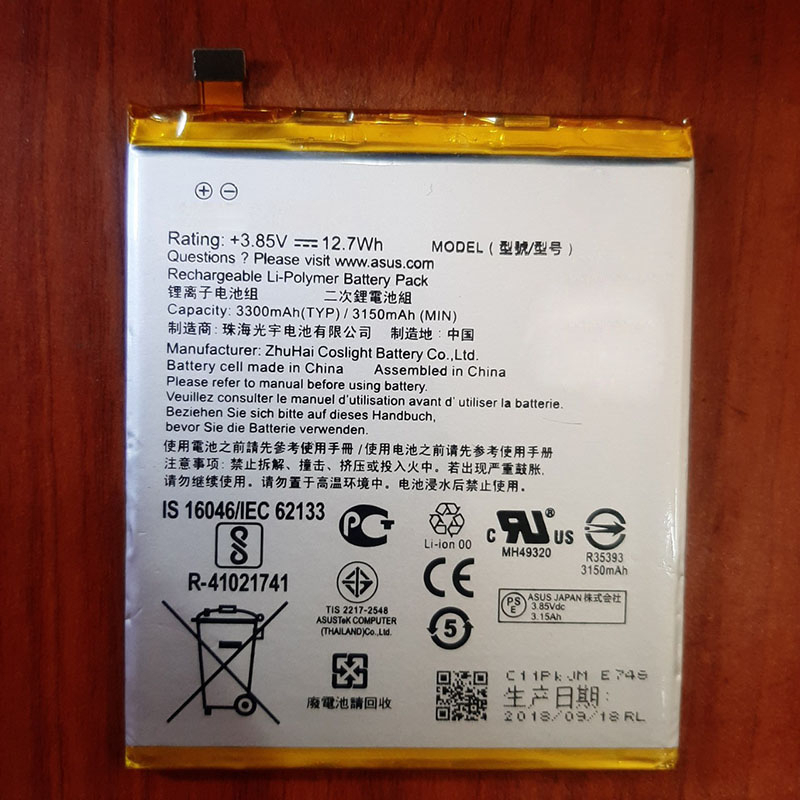 ⊕ ⊖
Rating: +3.85V ⎓ 12.7Wh MODEL ( 型號/型号 )
Questions ? Please visit www.asus.com
Rechargeable Li-Polymer Battery Pack
锂离子电池组 二次鋰電池組
Capacity: 3300mAh(TYP) / 3150mAh (MIN)
制造商: 珠海光宇电池有限公司 制造地: 中国
Manufacturer: ZhuHai Coslight Battery Co.,Ltd.
Battery cell made in China Assembled in China
Please refer to manual before using battery.
Veuillez consulter le manuel d'utilisation avant d' utiliser la batterie.
Beziehen Sie sich bitte auf dieses Handbuch,
bevor Sie die Batterie verwenden.
使用電池之前請先參考使用手冊 / 使用电池之前请先参考使用手册
注意事项: 禁止拆解、撞击、挤压或投入火中。若出现严重鼓胀,
请勿继续使用。请勿置于高温环境中。电池浸水后禁止使用。
IS 16046/IEC 62133
R-41021741
PCT
Li-ion 00
c RU ® US
MH49320
R35393
3150mAh
TIS 2217-2548
ASUSTeK COMPUTER
(THAILAND)Co.,Ltd.
CE
5
PS
E
ASUS JAPAN 株式会社
3.85Vdc
3.15Ah
廢電池請回收
C11PkJM E74S
生产日期:
2018/09/18RL